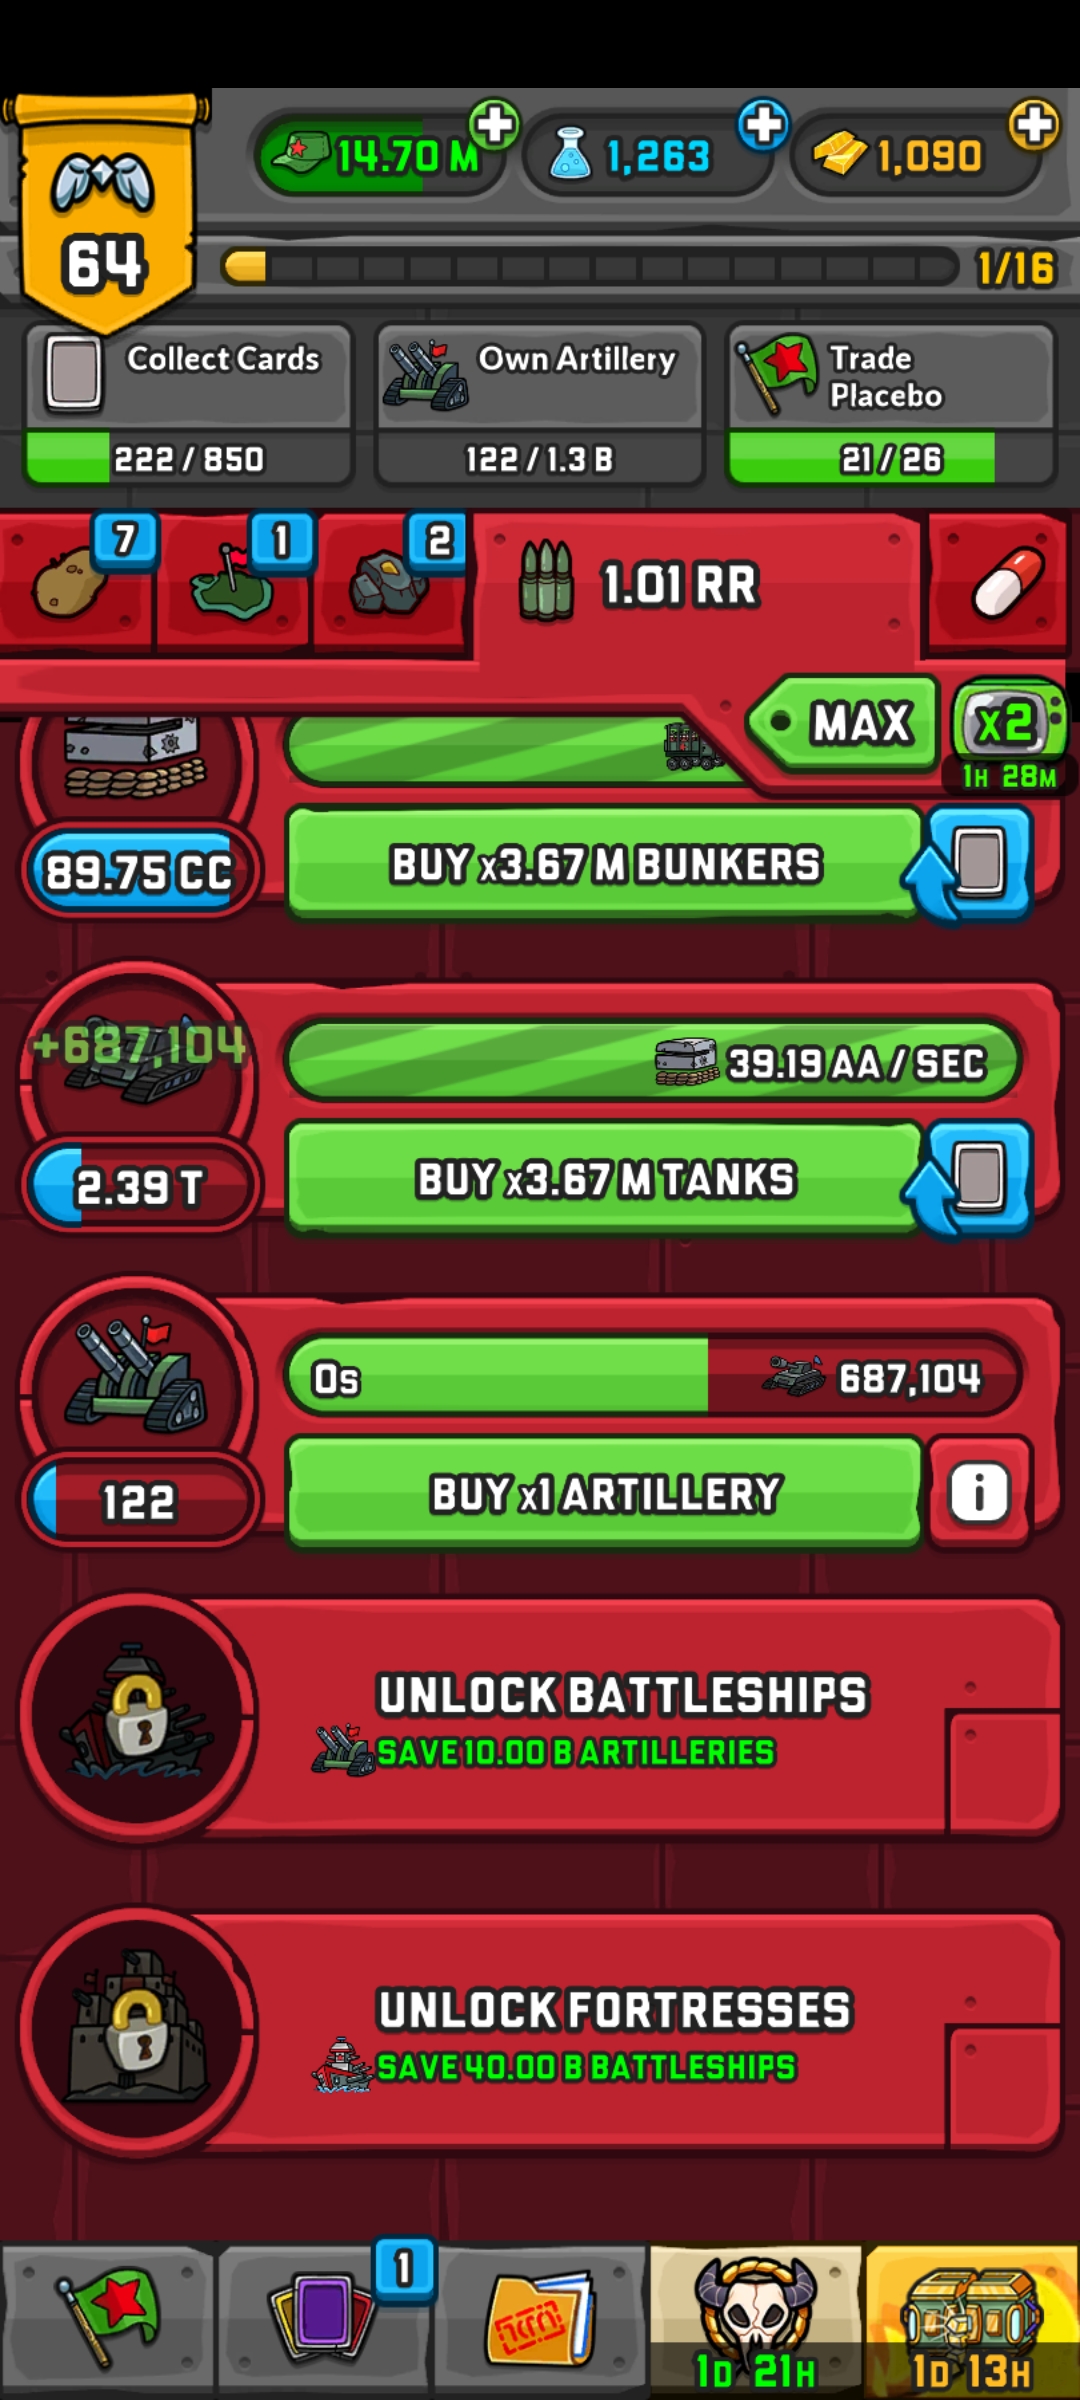 14.70 M
1,263
1,090
64
1/16
Collect Cards
222 / 850
Own Artillery
122 / 1.3 B
Trade
Placebo
21 / 26
7
1
2
1.01 RR
MAX
x2
1H 28M
89.75 CC
BUY x3.67 M BUNKERS
+687,104
39.19 AA / SEC
2.39 T
BUY x3.67 M TANKS
0s
687,104
122
BUY x1 ARTILLERY
i
UNLOCK BATTLESHIPS
SAVE 10.00 B ARTILLERIES
UNLOCK FORTRESSES
SAVE 40.00 B BATTLESHIPS
1
1D 21H
1D 13H